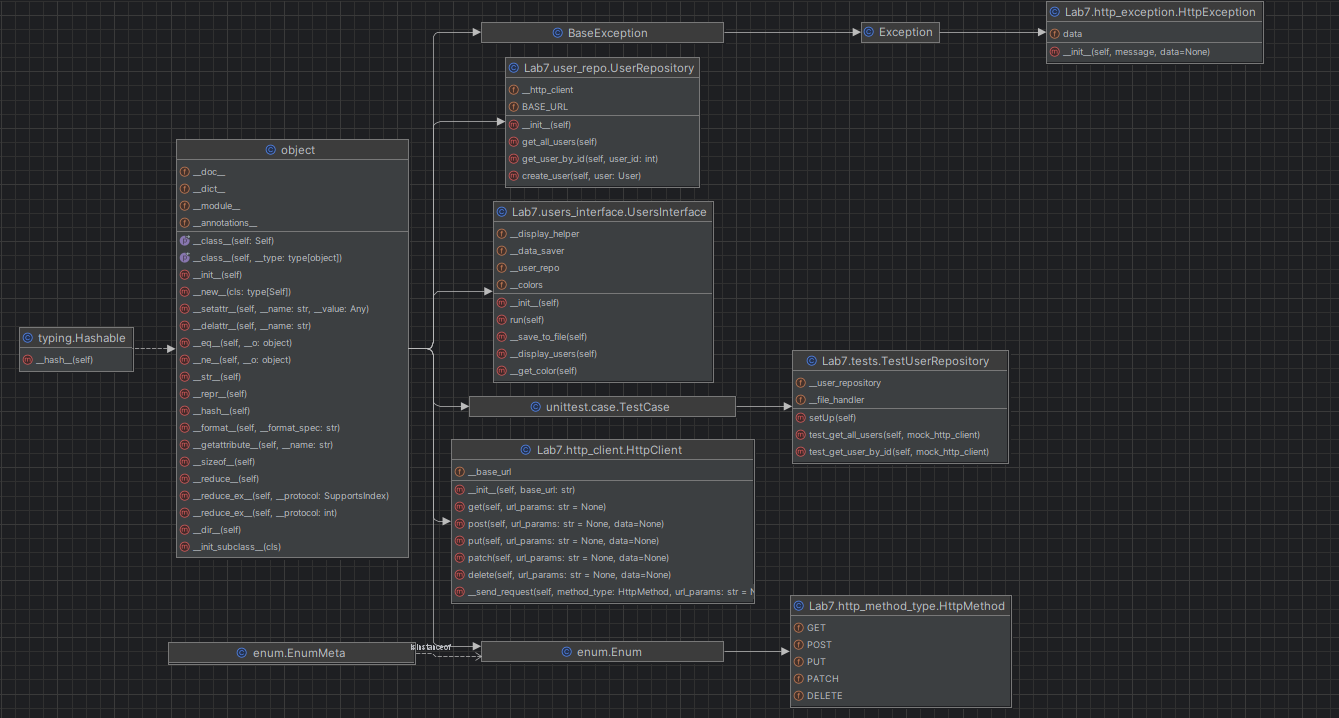 BaseException
Exception
Lab7.http_exception.HttpException
data
__init__(self, message, data=None)
Lab7.user_repo.UserRepository
__http_client
BASE_URL
__init__(self)
get_all_users(self)
get_user_by_id(self, user_id: int)
create_user(self, user: User)
object
__doc__
__dict__
__module__
__annotations__
__class__(self: Self)
__class__(self, __type: type[object])
__init__(self)
__new__(cls: type[Self])
__setattr__(self, __name: str, __value: Any)
__delattr__(self, __name: str)
__eq__(self, __o: object)
__ne__(self, __o: object)
__str__(self)
__repr__(self)
__hash__(self)
__format__(self, __format_spec: str)
__getattribute__(self, __name: str)
__sizeof__(self)
__reduce__(self)
__reduce_ex__(self, __protocol: SupportsIndex)
__reduce_ex__(self, __protocol: int)
__dir__(self)
__init_subclass__(cls)
Lab7.users_interface.UsersInterface
__display_helper
__data_saver
__user_repo
__colors
__init__(self)
run(self)
__save_to_file(self)
__display_users(self)
__get_color(self)
typing.Hashable
__hash__(self)
unittest.case.TestCase
Lab7.tests.TestUserRepository
__user_repository
__file_handler
setUp(self)
test_get_all_users(self, mock_http_client)
test_get_user_by_id(self, mock_http_client)
Lab7.http_client.HttpClient
__base_url
__init__(self, base_url: str)
get(self, url_params: str = None)
post(self, url_params: str = None, data=None)
put(self, url_params: str = None, data=None)
patch(self, url_params: str = None, data=None)
delete(self, url_params: str = None, data=None)
__send_request(self, method_type: HttpMethod, url_params: str = N
enum.EnumMeta
is instance of
enum.Enum
Lab7.http_method_type.HttpMethod
GET
POST
PUT
PATCH
DELETE